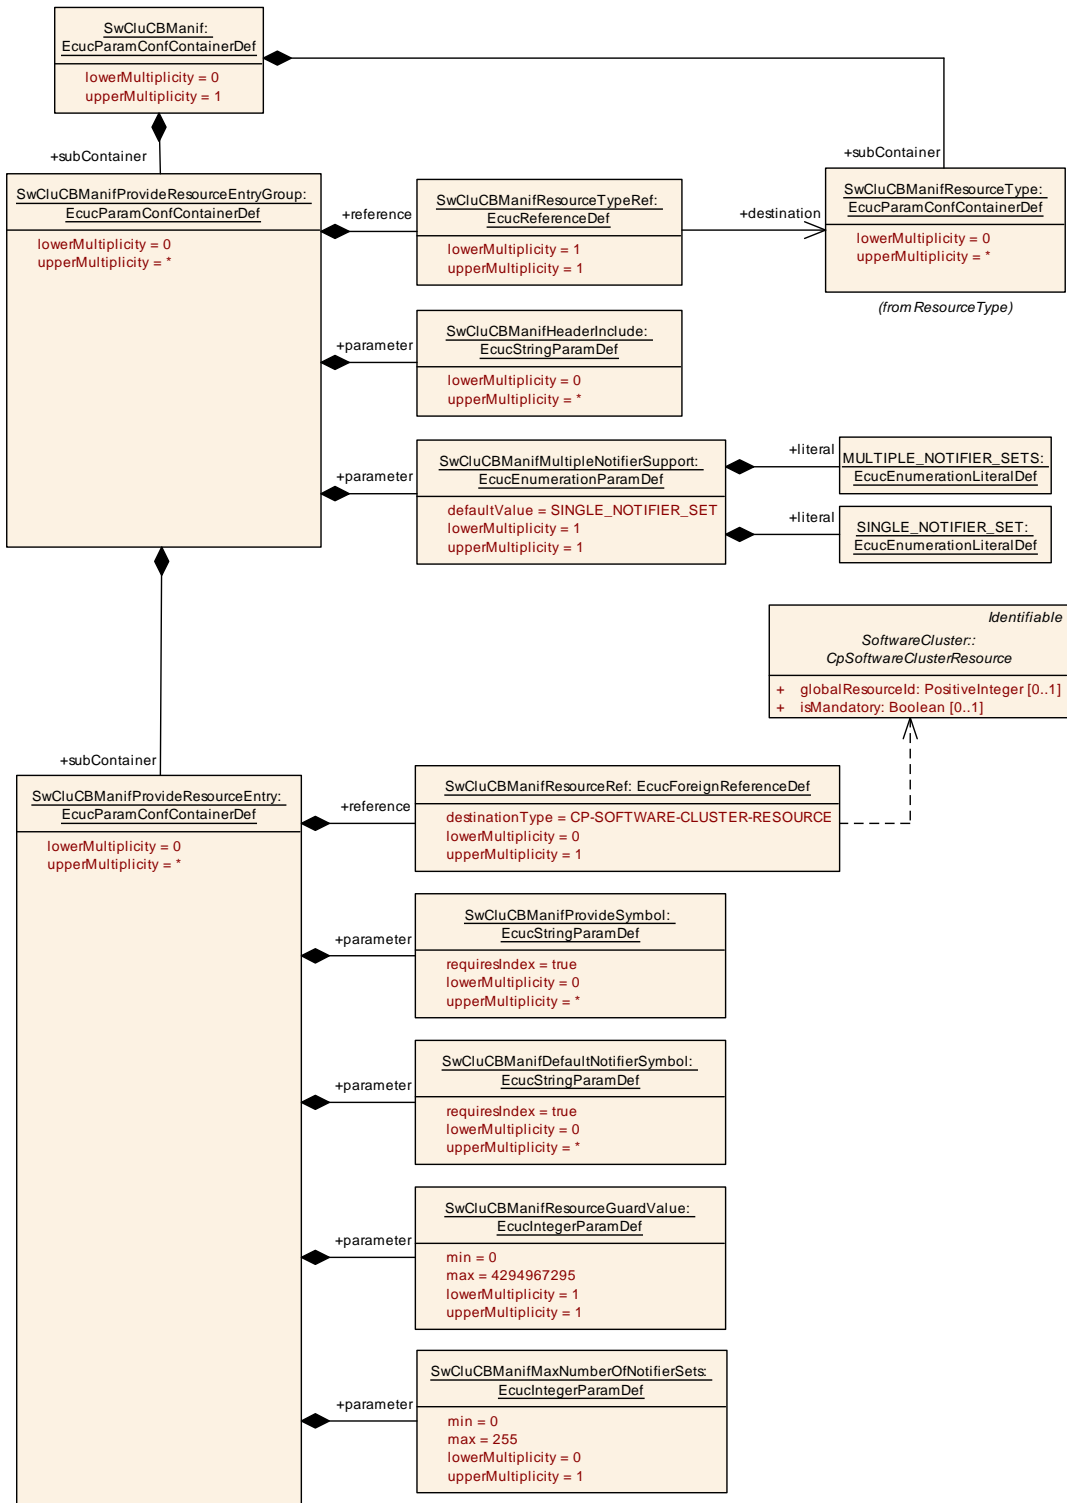 SwCluCBManif:
EcucParamConfContainerDef
lowerMultiplicity = 0
upperMultiplicity = 1
+subContainer
+subContainer
SwCluCBManifProvideResourceEntryGroup:
EcucParamConfContainerDef
lowerMultiplicity = 0
upperMultiplicity = *
+reference
SwCluCBManifResourceTypeRef:
EcucReferenceDef
lowerMultiplicity = 1
upperMultiplicity = 1
+destination
SwCluCBManifResourceType:
EcucParamConfContainerDef
lowerMultiplicity = 0
upperMultiplicity = *
(from ResourceType)
+parameter
SwCluCBManifHeaderInclude:
EcucStringParamDef
lowerMultiplicity = 0
upperMultiplicity = *
+parameter
SwCluCBManifMultipleNotifierSupport:
EcucEnumerationParamDef
defaultValue = SINGLE_NOTIFIER_SET
lowerMultiplicity = 1
upperMultiplicity = 1
+literal
MULTIPLE_NOTIFIER_SETS:
EcucEnumerationLiteralDef
+literal
SINGLE_NOTIFIER_SET:
EcucEnumerationLiteralDef
Identifiable
SoftwareCluster::
CpSoftwareClusterResource
+ globalResourceId: PositiveInteger [0..1]
+ isMandatory: Boolean [0..1]
+subContainer
SwCluCBManifProvideResourceEntry:
EcucParamConfContainerDef
lowerMultiplicity = 0
upperMultiplicity = *
+reference
SwCluCBManifResourceRef: EcucForeignReferenceDef
destinationType = CP-SOFTWARE-CLUSTER-RESOURCE
lowerMultiplicity = 0
upperMultiplicity = 1
+parameter
SwCluCBManifProvideSymbol:
EcucStringParamDef
requiresIndex = true
lowerMultiplicity = 0
upperMultiplicity = *
+parameter
SwCluCBManifDefaultNotifierSymbol:
EcucStringParamDef
requiresIndex = true
lowerMultiplicity = 0
upperMultiplicity = *
+parameter
SwCluCBManifResourceGuardValue:
EcucIntegerParamDef
min = 0
max = 4294967295
lowerMultiplicity = 1
upperMultiplicity = 1
+parameter
SwCluCBManifMaxNumberOfNotifierSets:
EcucIntegerParamDef
min = 0
max = 255
lowerMultiplicity = 0
upperMultiplicity = 1